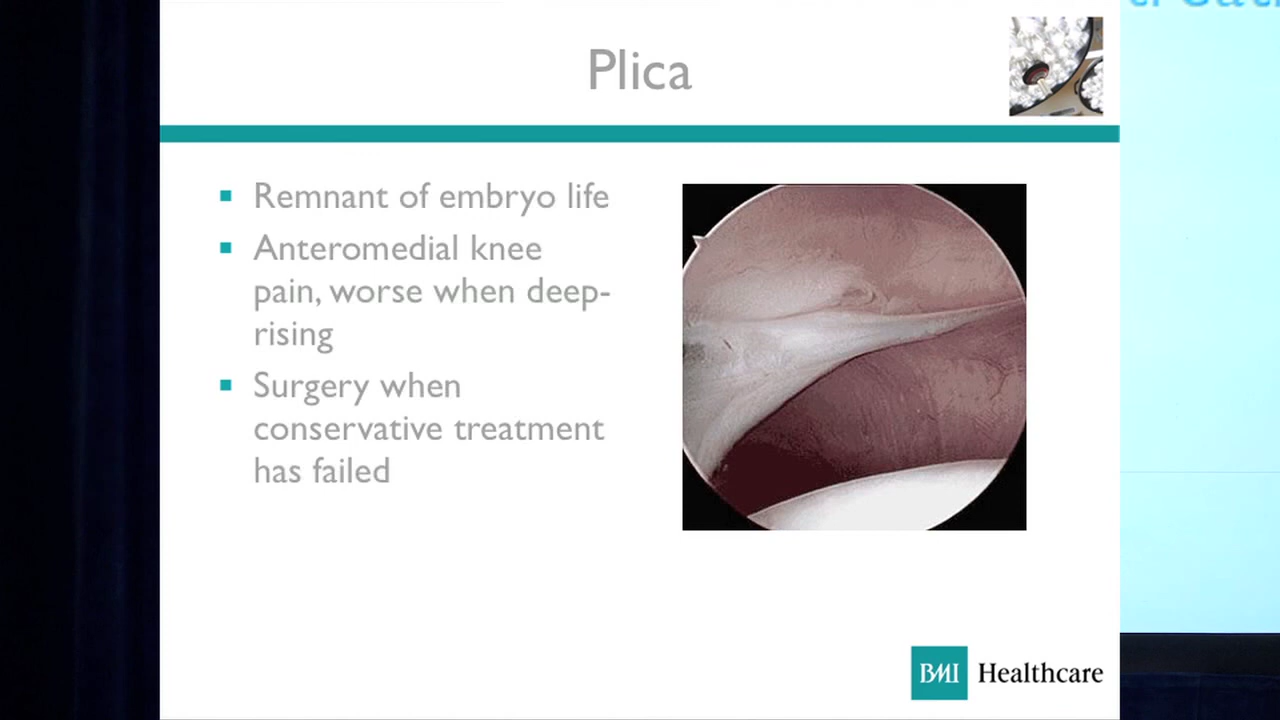 Plica
Remnant of embryo life
Anteromedial knee
pain, worse when deep-
rising
Surgery when
conservative treatment
has failed
BMI Healthcare